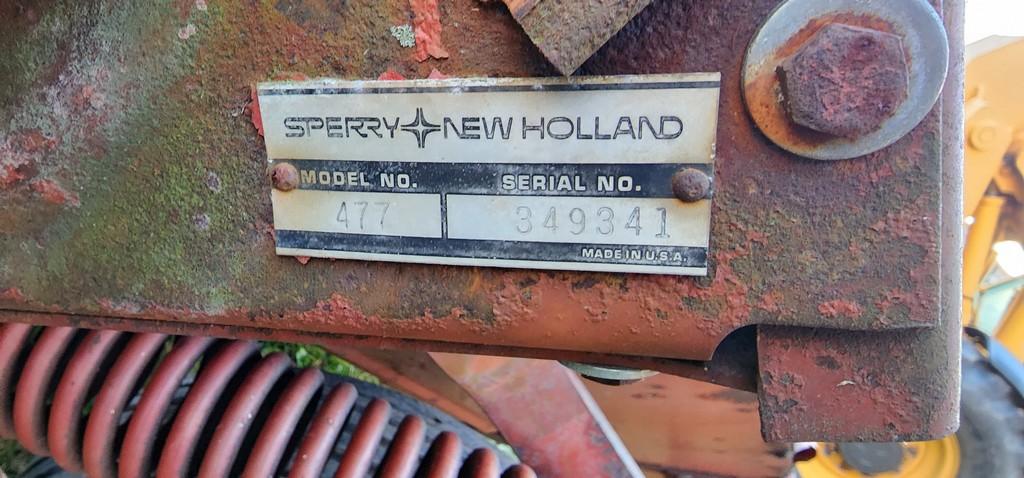 SPERRY NEW HOLLAND
MODEL NO. SERIAL NO.
477 349341
MADE IN U.S.A.